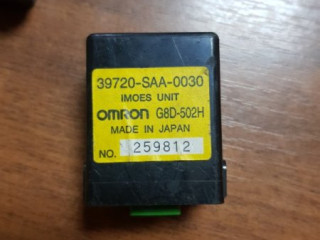 39720-SAA-0030
IMOES UNIT
OMRON G8D-502H
MADE IN JAPAN
NO. 259812